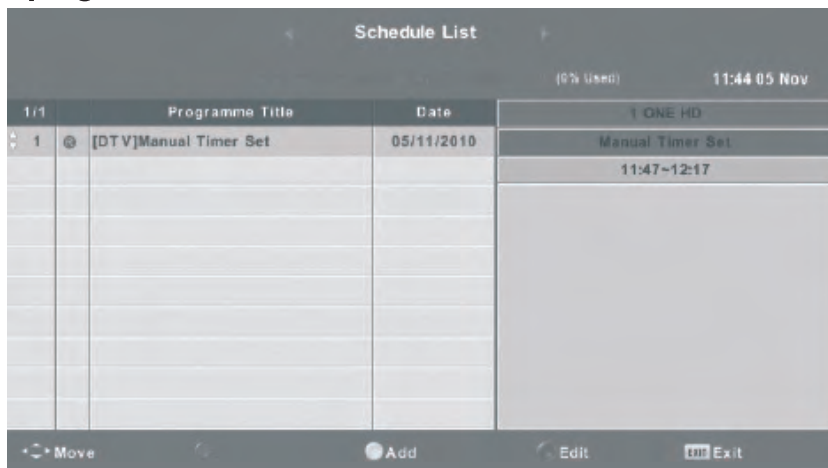 Schedule List
(0% Used) 11:44 05 Nov
1/1 Programme Title Date 1 ONE HD
1 [DTV]Manual Timer Set 05/11/2010 Manual Timer Set
11:47~12:17
Move Add Edit EXIT Exit